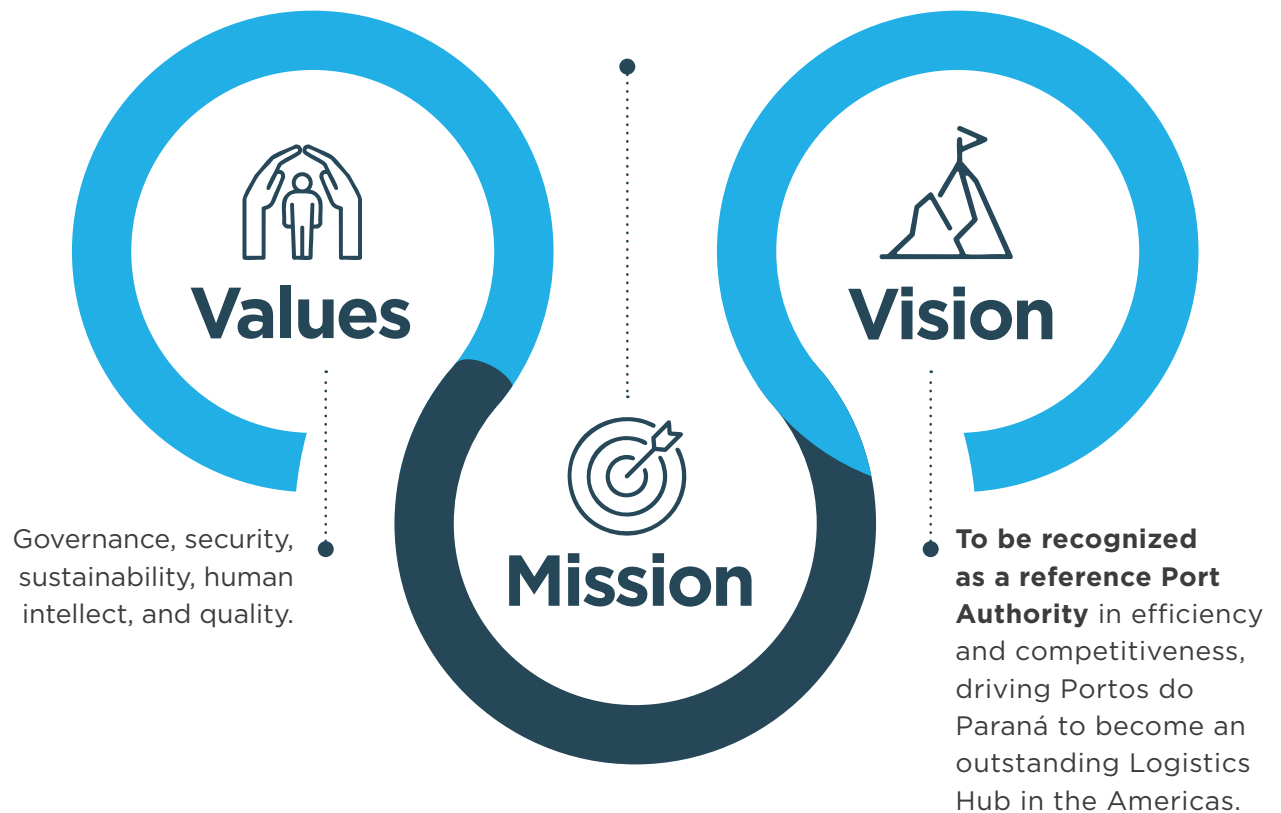 Values
Governance, security,
sustainability, human
intellect, and quality.
Mission
Vision
To be recognized
as a reference Port
Authority in efficiency
and competitiveness,
driving Portos do
Paraná to become an
outstanding Logistics
Hub in the Americas.